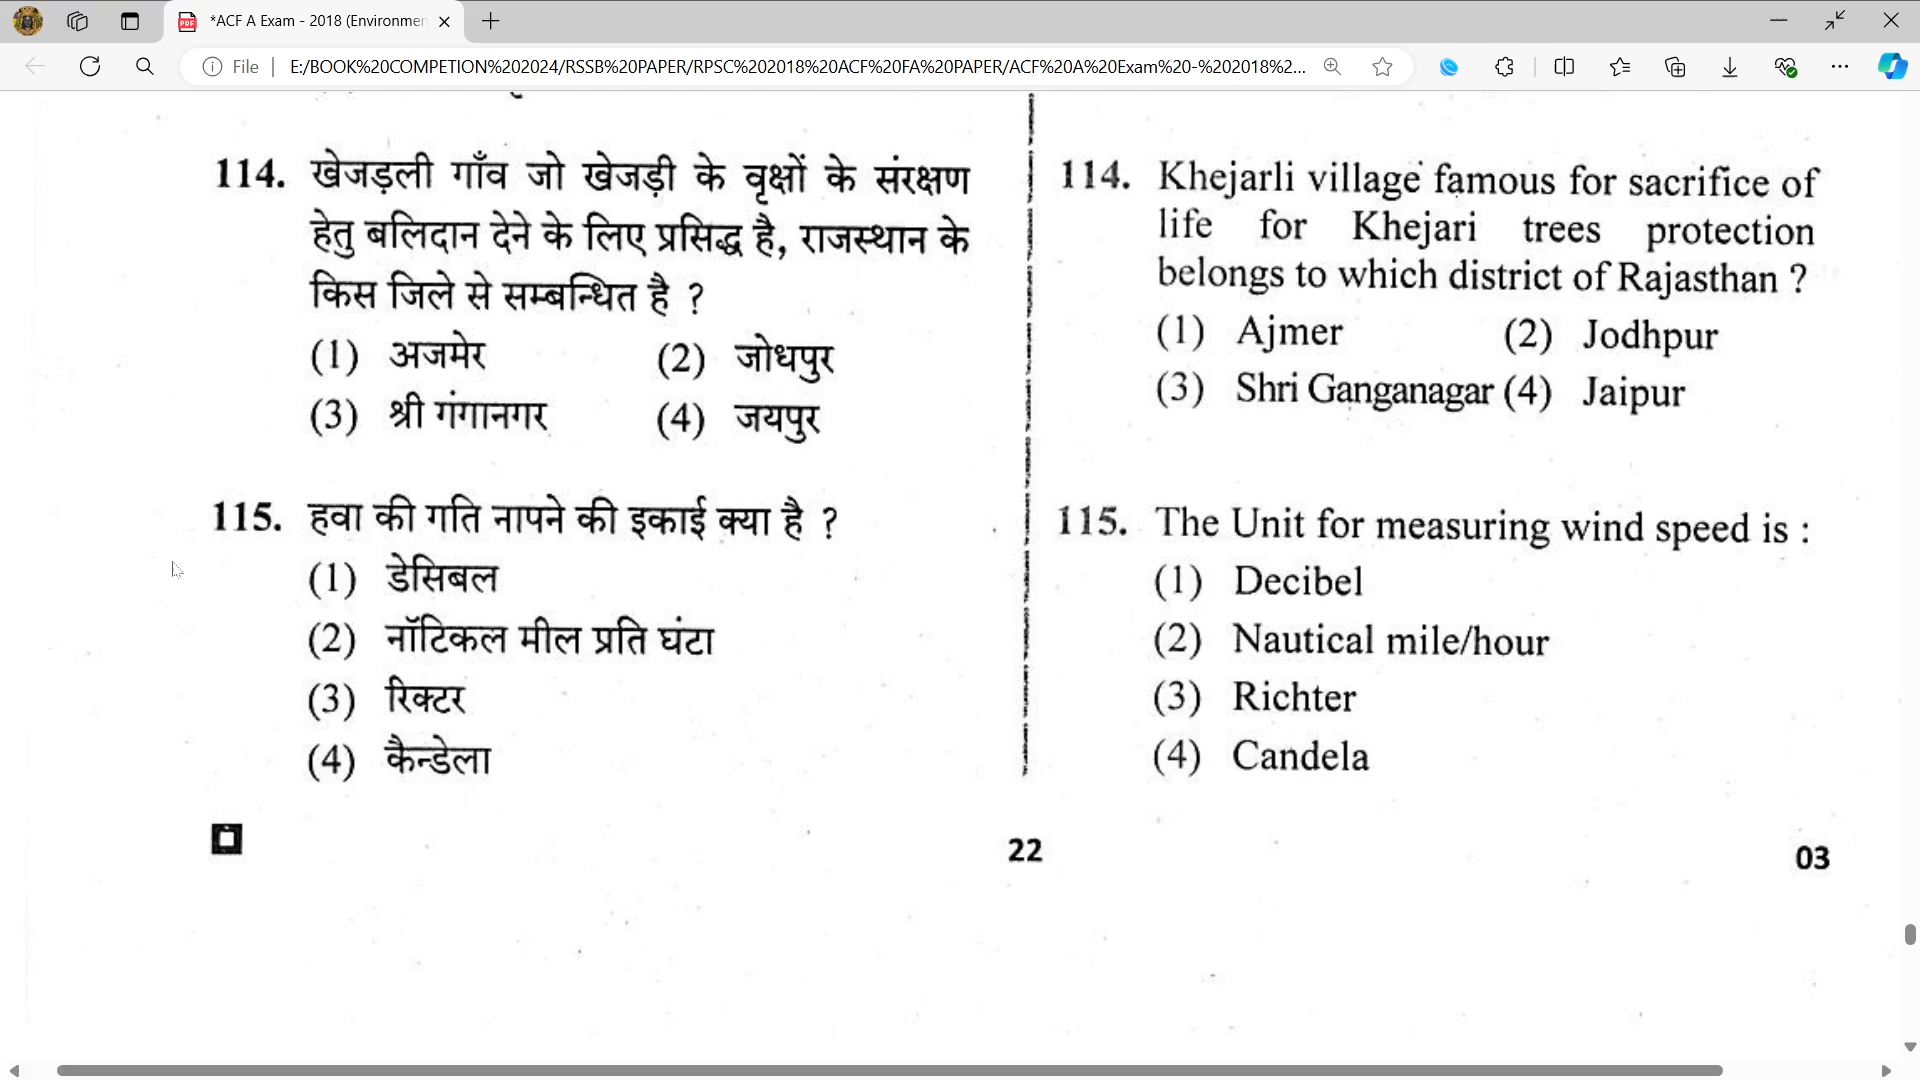 *ACF A Exam - 2018 (Environmen
File
E:/BOOK%20COMPETION%202024/RSSB%20PAPER/RPSC%202018%20ACF%20FA%20PAPER/ACF%20A%20Exam%20-%202018%2...
114. खेजड़ली गाँव जो खेजड़ी के वृक्षों के संरक्षण
हेतु बलिदान देने के लिए प्रसिद्ध है, राजस्थान के
किस जिले से सम्बन्धित है ?
(1) अजमेर (2) जोधपुर
(3) श्री गंगानगर (4) जयपुर
115. हवा की गति नापने की इकाई क्या है ?
(1) डेसिबल
(2) नॉटिकल मील प्रति घंटा
(3) रिक्टर
(4) कैन्डेला
114. Khejarli village famous for sacrifice of
life for Khejari trees protection
belongs to which district of Rajasthan ?
(1) Ajmer (2) Jodhpur
(3) Shri Ganganagar (4) Jaipur
115. The Unit for measuring wind speed is :
(1) Decibel
(2) Nautical mile/hour
(3) Richter
(4) Candela
22
03